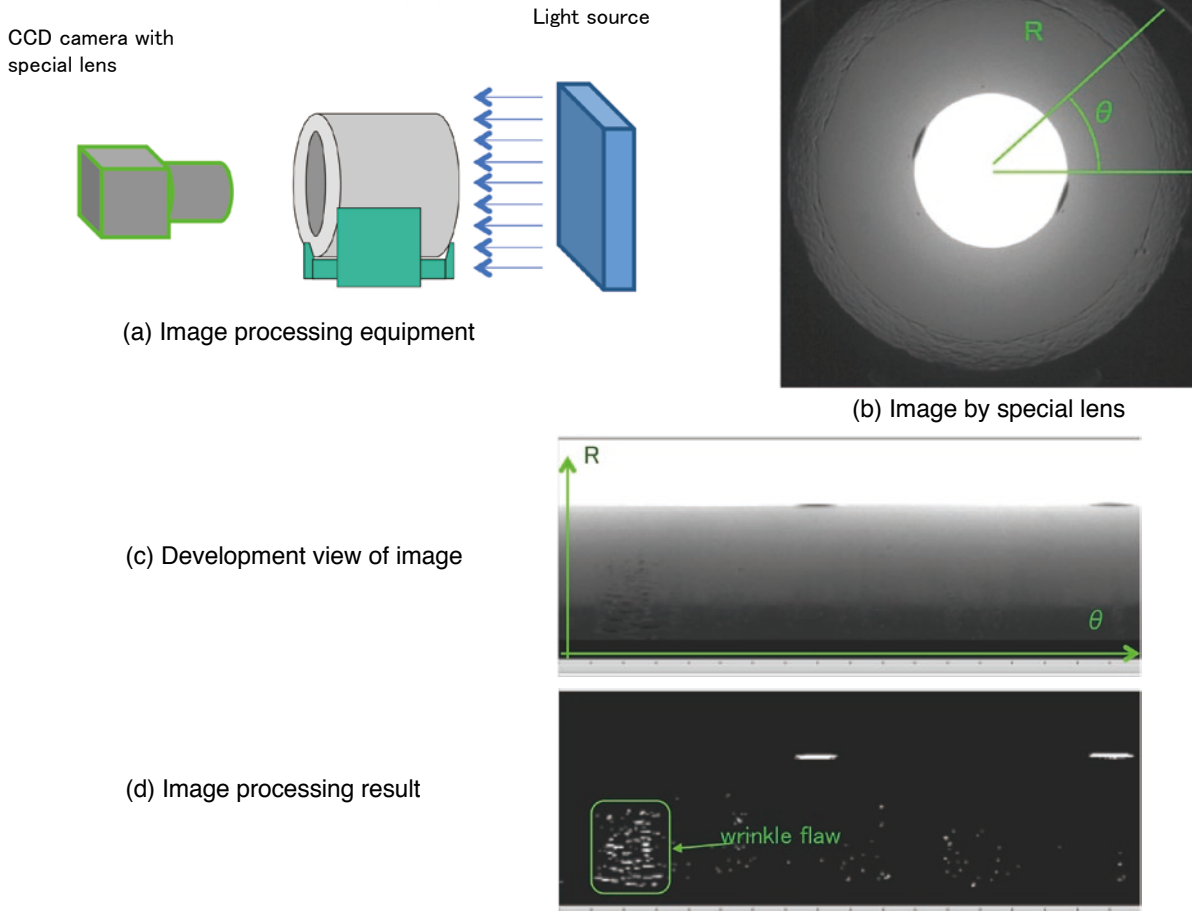 Light source
CCD camera with
special lens
(a) Image processing equipment
R
θ
(b) Image by special lens
R
(c) Development view of image
θ
(d) Image processing result
wrinkle flaw